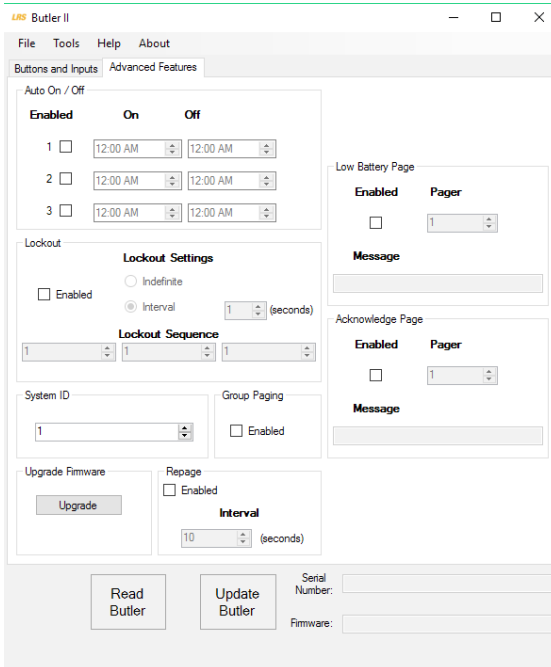 LRS Butler II
File Tools Help About
Buttons and Inputs Advanced Features
Auto On / Off
Enabled On Off
1 12:00 AM 12:00 AM
2 12:00 AM 12:00 AM
3 12:00 AM 12:00 AM
Lockout
Lockout Settings
Enabled
Indefinite
Interval 1 (seconds)
Lockout Sequence
1 1 1
System ID
1
Group Paging
Enabled
Upgrade Firmware
Upgrade
Repage
Enabled
Interval
10 (seconds)
Low Battery Page
Enabled Pager
1
Message
Acknowledge Page
Enabled Pager
1
Message
Read
Butler
Update
Butler
Serial
Number:
Firmware: